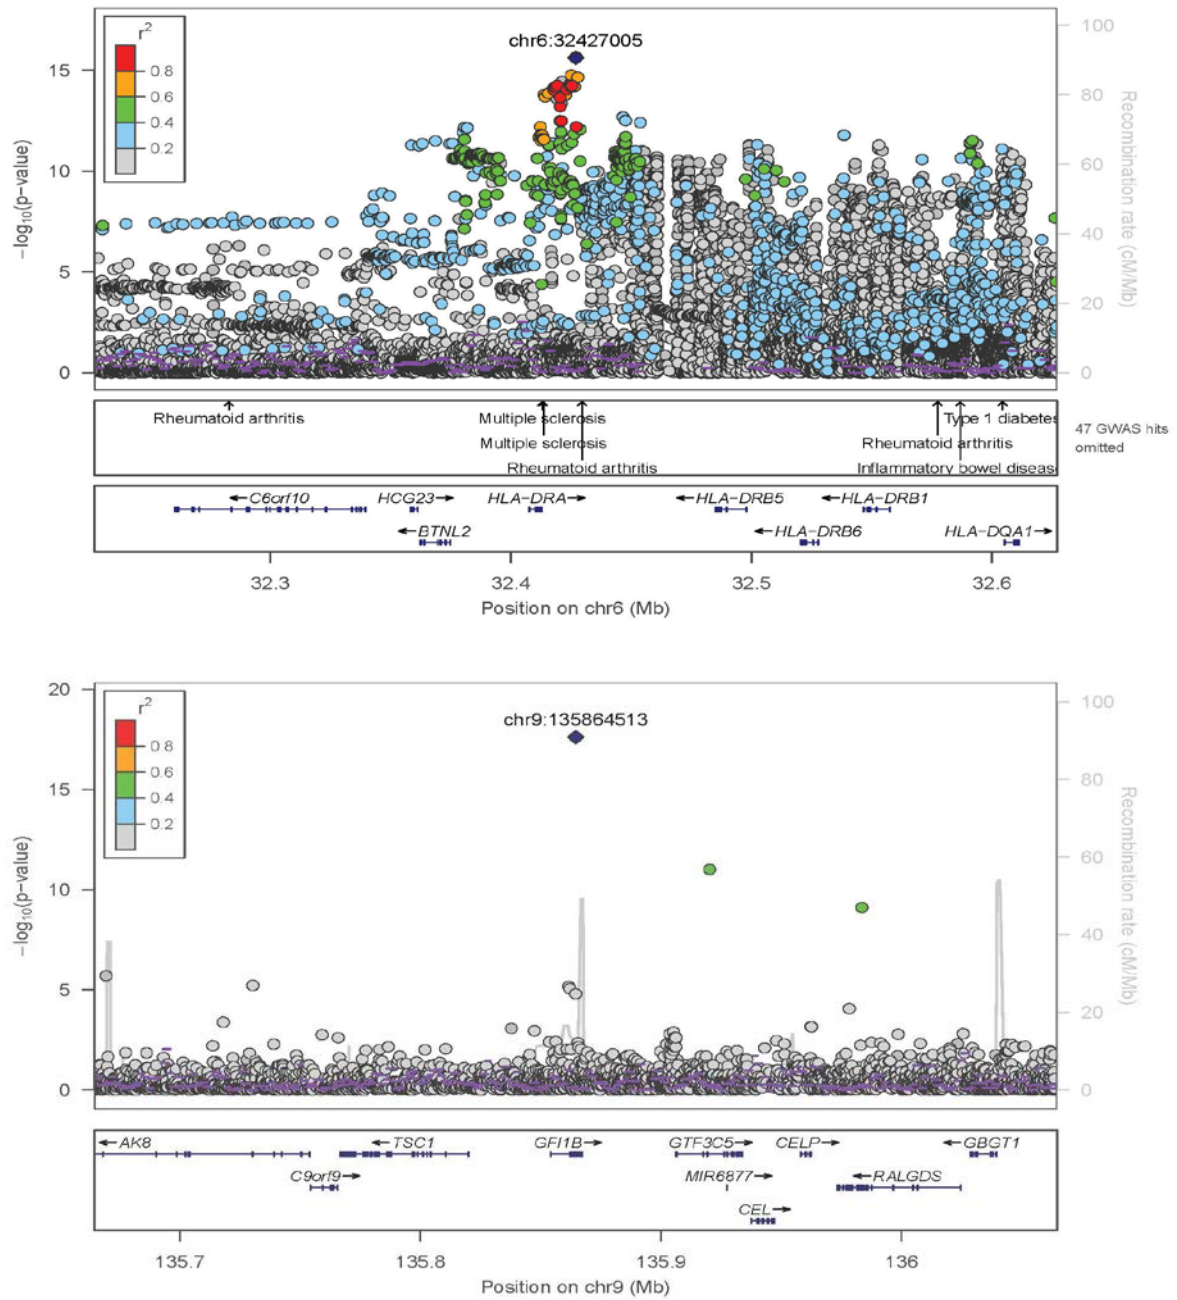 r²
0.8
0.6
0.4
0.2
chr6:32427005
15
10
5
0
−log10(p−value)
100
80
60
40
20
0
Recombination rate (cM/Mb)
Rheumatoid arthritis
Multiple sclerosis
Type 1 diabetes
Multiple sclerosis
Rheumatoid arthritis
Rheumatoid arthritis
Inflammatory bowel disease
47 GWAS hits
omitted
C6orf10
HCG23
HLA−DRA
HLA−DRB5
HLA−DRB1
BTNL2
HLA−DRB6
HLA−DQA1
32.3
32.4
32.5
32.6
Position on chr6 (Mb)
r²
0.8
0.6
0.4
0.2
chr9:135864513
20
15
10
5
0
−log10(p−value)
100
80
60
40
20
0
Recombination rate (cM/Mb)
AK8
TSC1
GFI1B
GTF3C5
CELP
GBGT1
C9orf9
MIR6877
RALGDS
CEL
135.7
135.8
135.9
136
Position on chr9 (Mb)